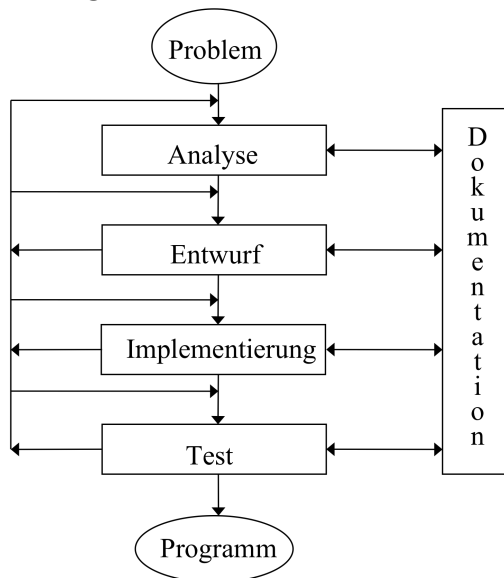 Problem
Analyse
Entwurf
Implementierung
Test
Programm
Dokumentation